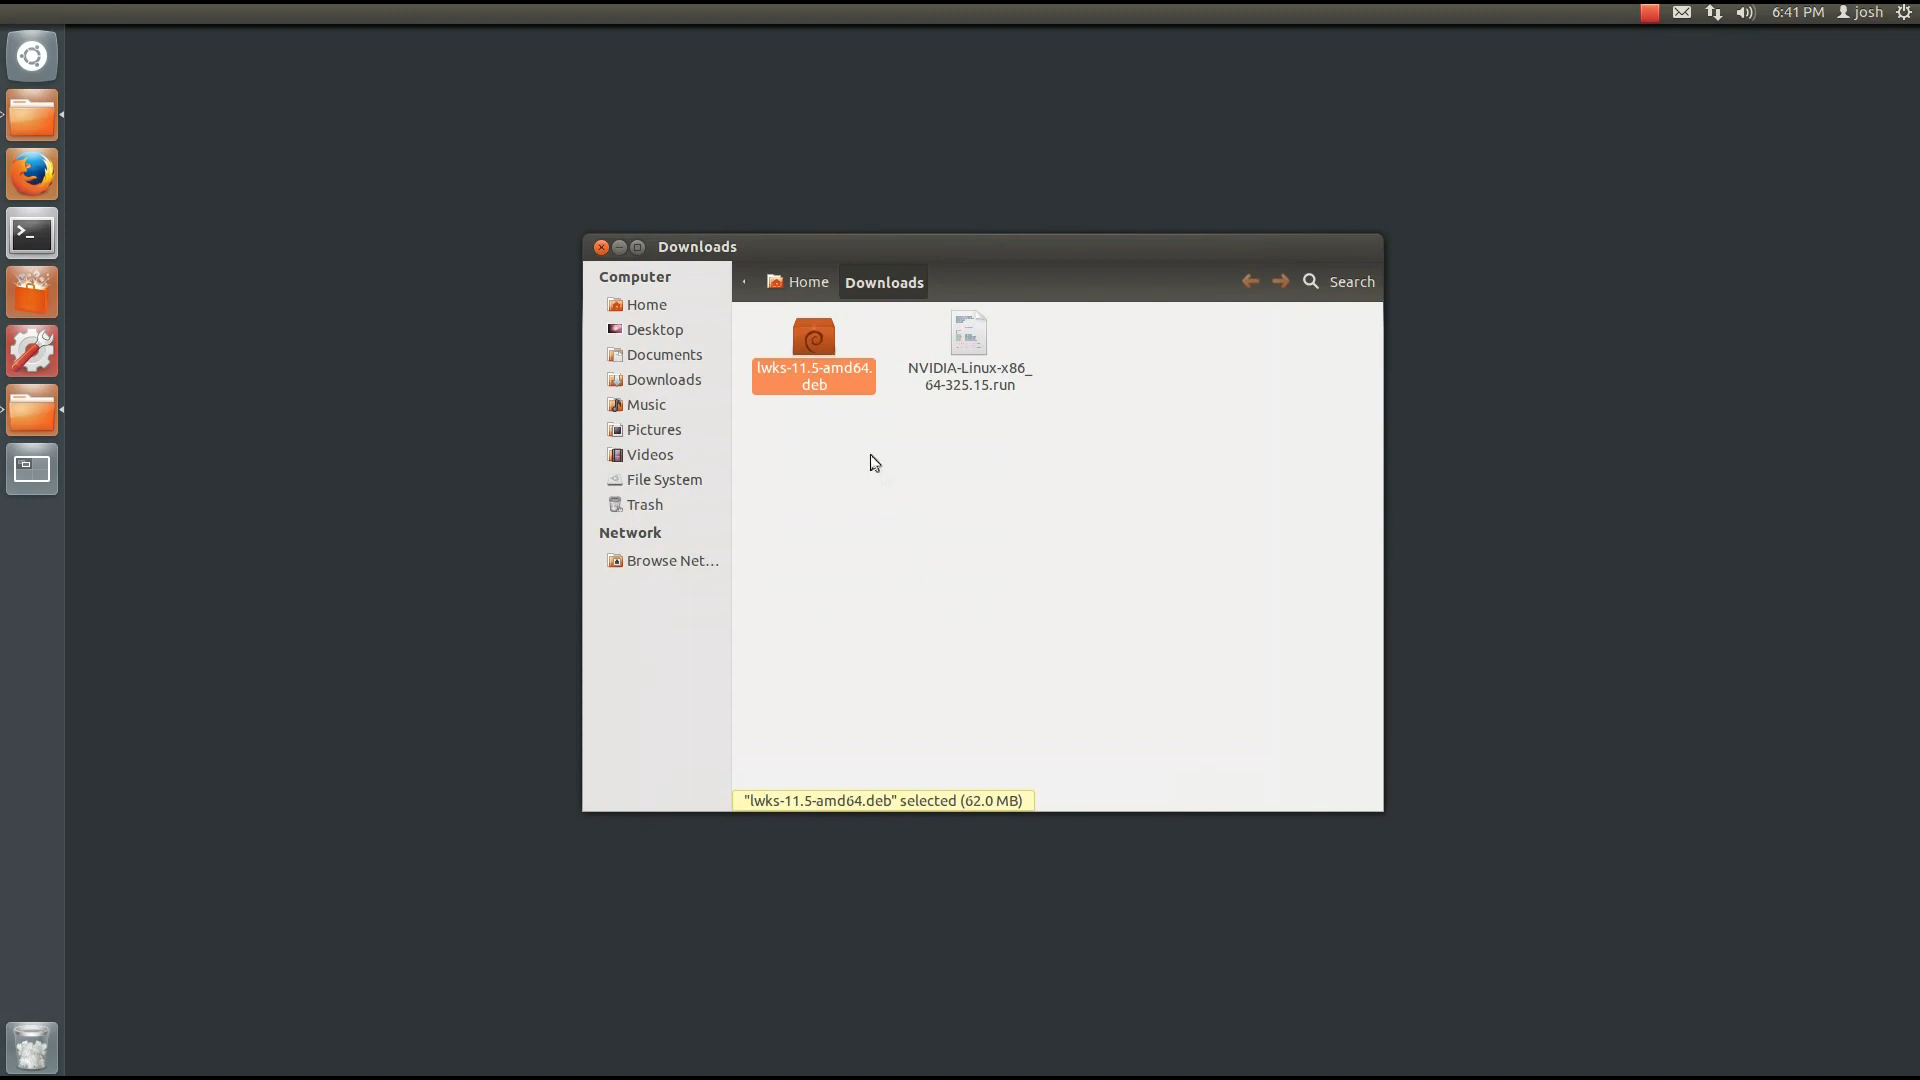 6:41 PM josh
Downloads
Computer
Home
Desktop
Documents
Downloads
Music
Pictures
Videos
File System
Trash
Network
Browse Net...
Home Downloads Search
lwks-11.5-amd64.
deb
NVIDIA-Linux-x86_
64-325.15.run
"lwks-11.5-amd64.deb" selected (62.0 MB)